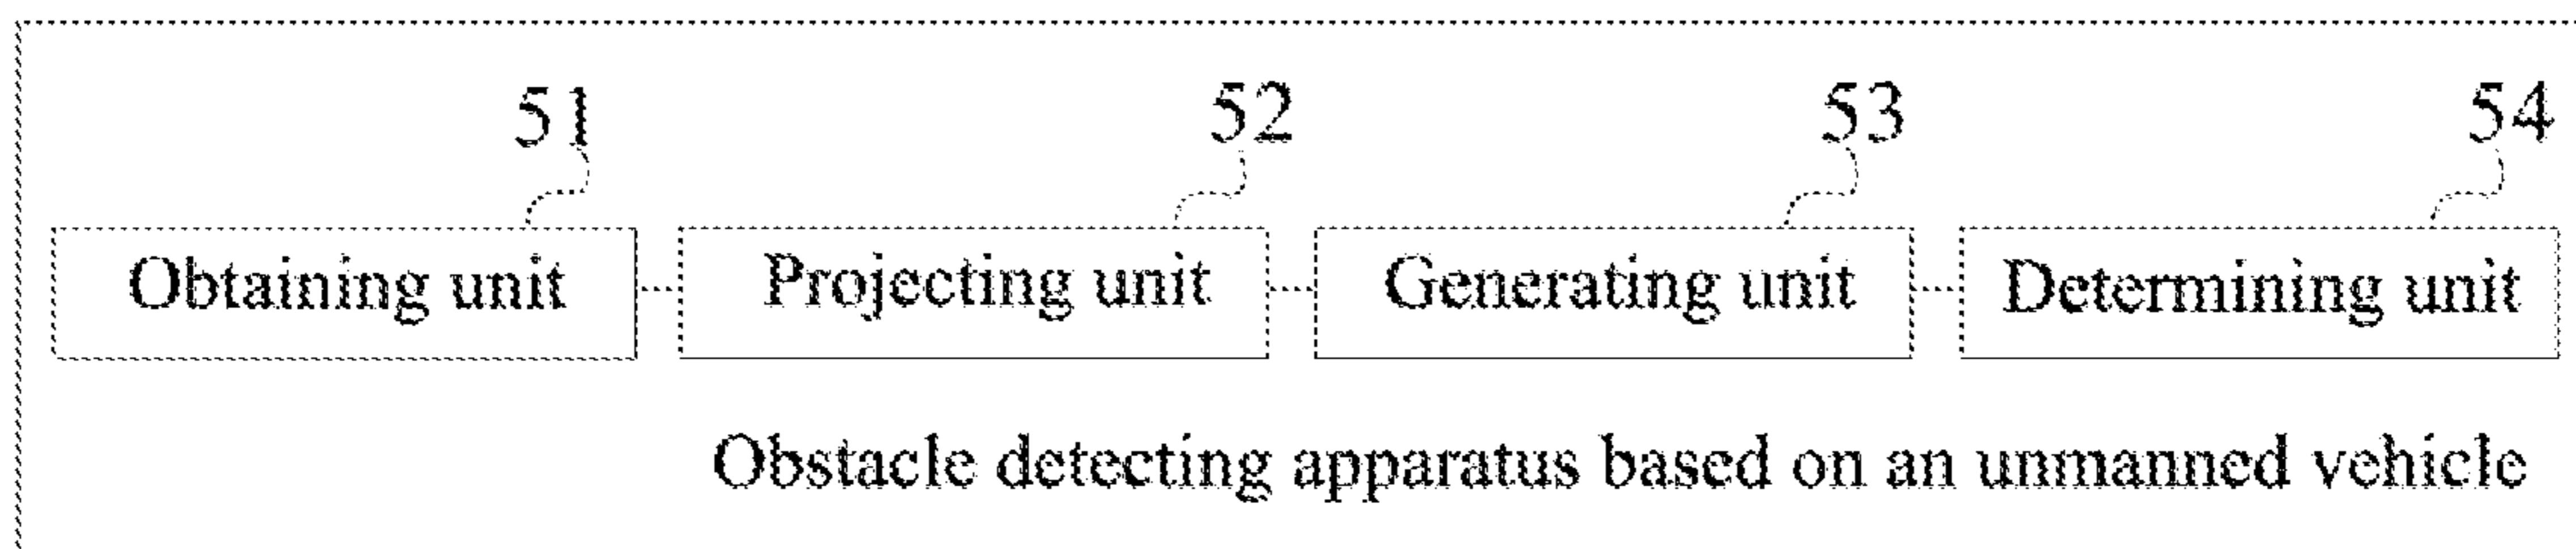 51 52 53 54
Obtaining unit Projecting unit Generating unit Determining unit
Obstacle detecting apparatus based on an unmanned vehicle